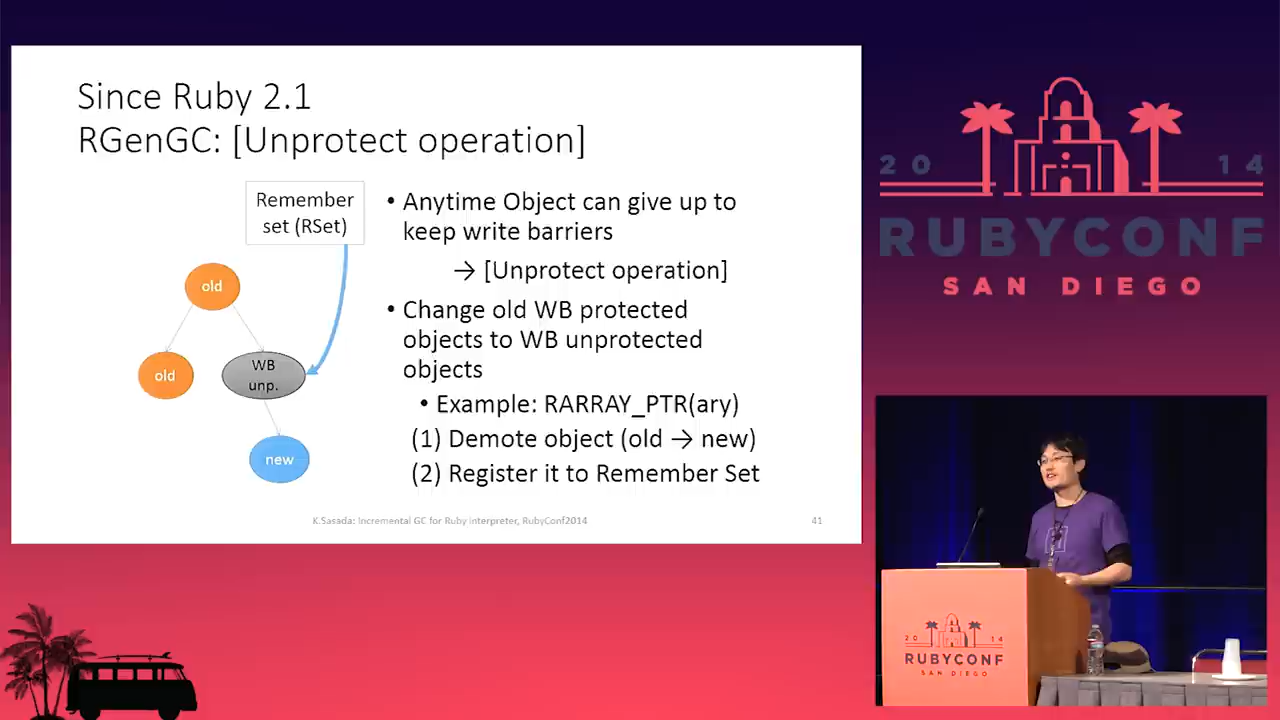 Since Ruby 2.1
RGenGC: [Unprotect operation]
Remember
set (RSet)
old
old
WB
unp.
new
• Anytime Object can give up to
keep write barriers
→ [Unprotect operation]
• Change old WB protected
objects to WB unprotected
objects
• Example: RARRAY_PTR(ary)
(1) Demote object (old → new)
(2) Register it to Remember Set
K.Sasada: Incremental GC for Ruby interpreter, RubyConf2014
41
20 14
RUBYCONF
SAN DIEGO
20 14
RUBYCONF
SAN DIEGO